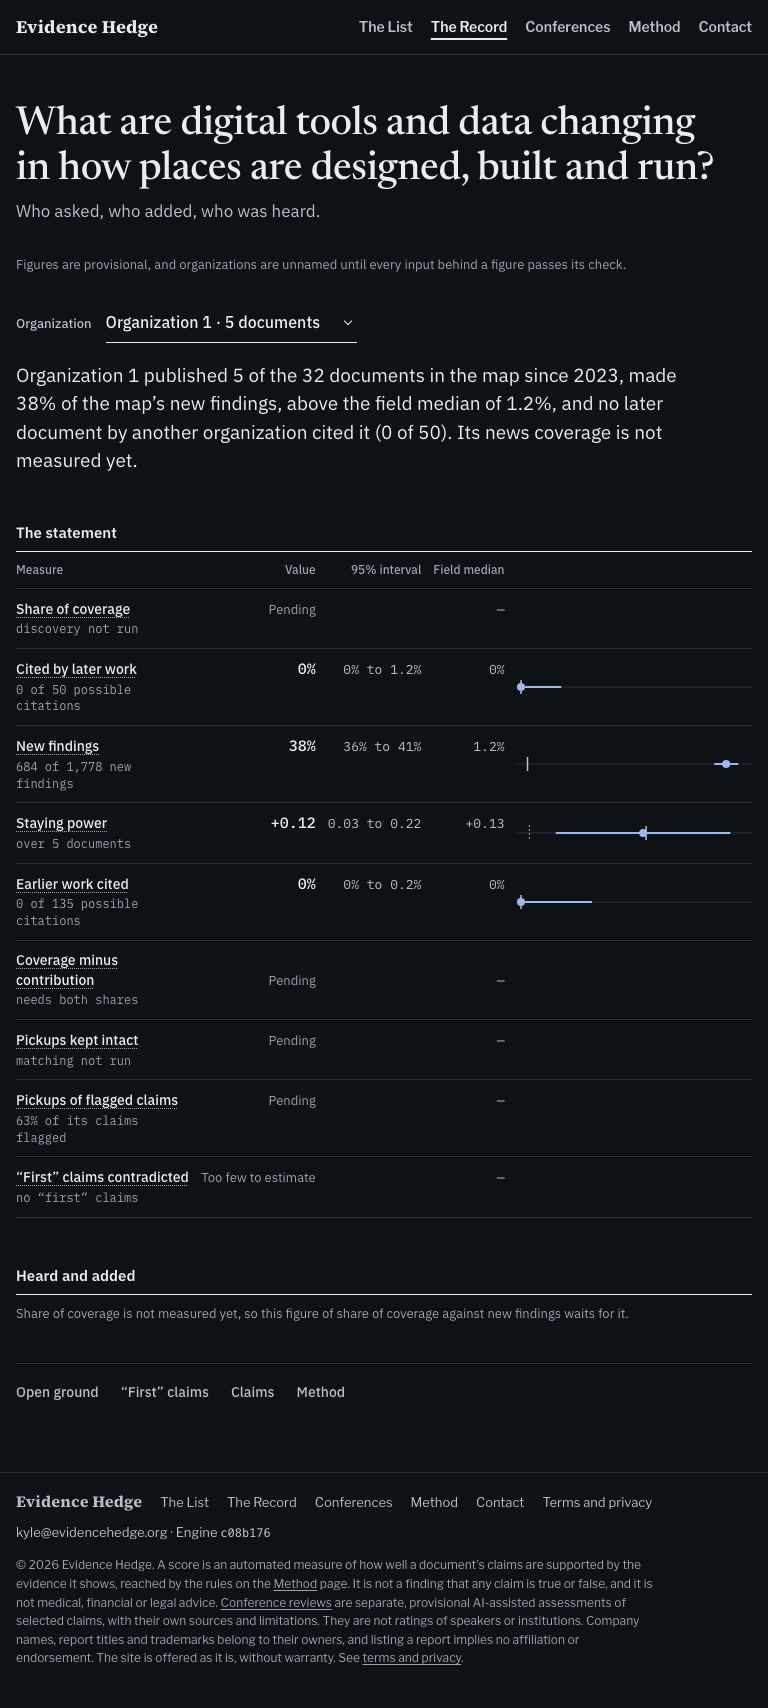 Evidence Hedge The List The Record Conferences Method Contact
What are digital tools and data changing
in how places are designed, built and run?
Who asked, who added, who was heard.
Figures are provisional, and organizations are unnamed until every input behind a figure passes its check.
Organization Organization 1 · 5 documents
Organization 1 published 5 of the 32 documents in the map since 2023, made
38% of the map’s new findings, above the field median of 1.2%, and no later
document by another organization cited it (0 of 50). Its news coverage is not
measured yet.
The statement
Measure Value 95% interval Field median
Share of coverage Pending —
discovery not run
Cited by later work 0% 0% to 1.2% 0%
0 of 50 possible
citations
New findings 38% 36% to 41% 1.2%
684 of 1,778 new
findings
Staying power +0.12 0.03 to 0.22 +0.13
over 5 documents
Earlier work cited 0% 0% to 0.2% 0%
0 of 135 possible
citations
Coverage minus
contribution Pending —
needs both shares
Pickups kept intact Pending —
matching not run
Pickups of flagged claims Pending —
63% of its claims
flagged
“First” claims contradicted Too few to estimate —
no “first” claims
Heard and added
Share of coverage is not measured yet, so this figure of share of coverage against new findings waits for it.
Open ground “First” claims Claims Method
Evidence Hedge The List The Record Conferences Method Contact Terms and privacy
kyle@evidencehedge.org · Engine c08b176
© 2026 Evidence Hedge. A score is an automated measure of how well a document’s claims are supported by the
evidence it shows, reached by the rules on the Method page. It is not a finding that any claim is true or false, and it is
not medical, financial or legal advice. Conference reviews are separate, provisional AI-assisted assessments of
selected claims, with their own sources and limitations. They are not ratings of speakers or institutions. Company
names, report titles and trademarks belong to their owners, and listing a report implies no affiliation or
endorsement. The site is offered as it is, without warranty. See terms and privacy.